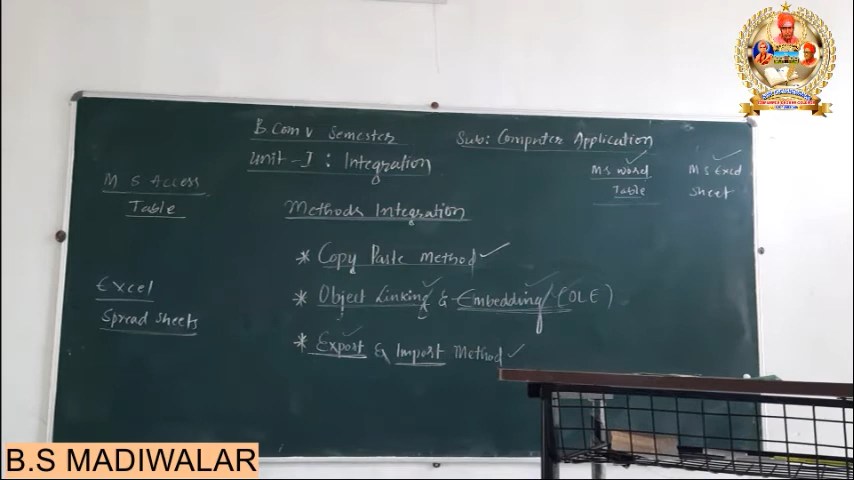 B.Com V Semester
Sub: Computer Application
Unit-I : Integration
MS Word
Table
MS Excel
Sheet
M S Access
Table
Methods Integration
* Copy Paste Method
Excel
Spread Sheets
* Object Linking & Embedding (OLE)
* Export & Import Method
B.S MADIWALAR